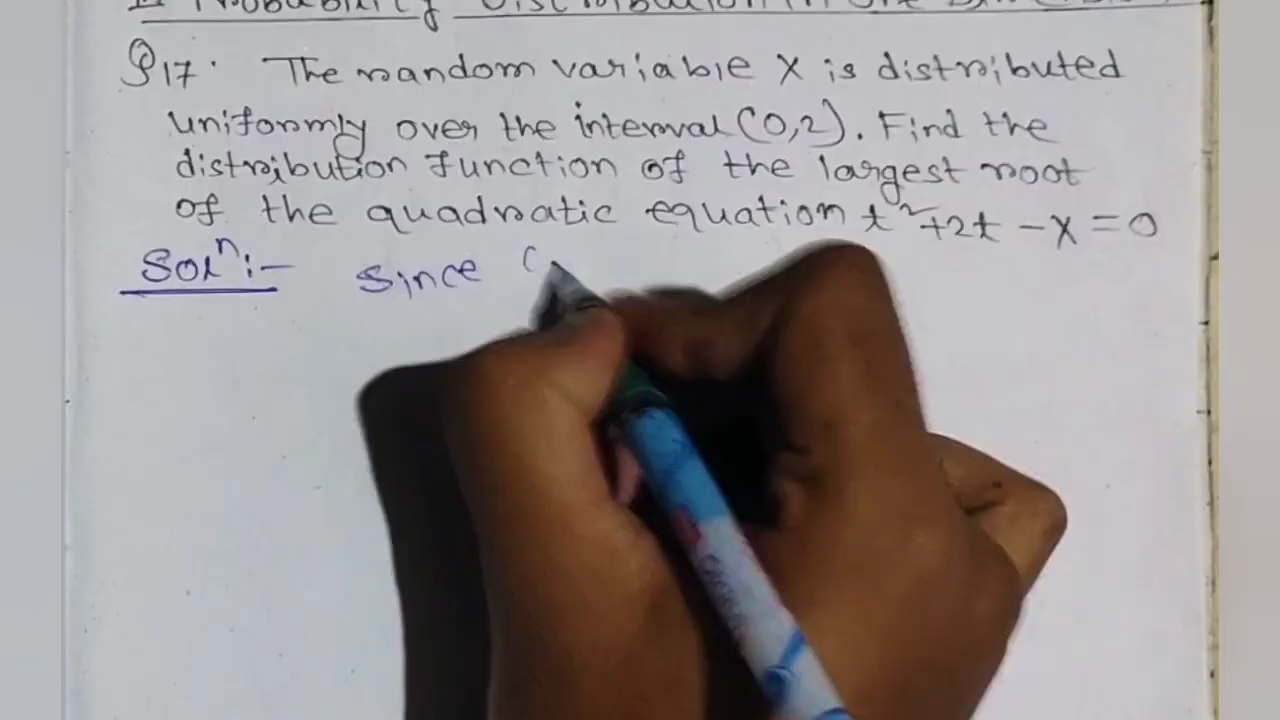 Q17. The random variable X is distributed
uniformly over the interval (0,2). Find the
distribution function of the largest root
of the quadratic equation t²+2t-X=0
Solⁿ:- Since (